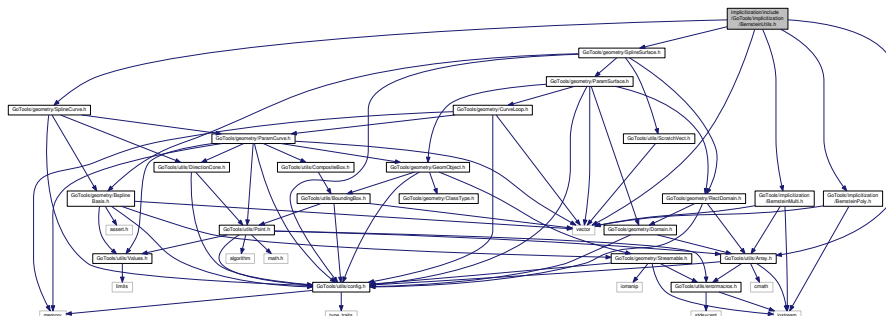 implicitization/include
/GoTools/implicitization
/BernsteinUtils.h
GoTools/geometry/SplineSurface.h
GoTools/geometry/ParamSurface.h
GoTools/geometry/SplineCurve.h
GoTools/geometry/CurveLoop.h
GoTools/geometry/ParamCurve.h
GoTools/utils/ScratchVect.h
GoTools/utils/DirectionCone.h
GoTools/utils/CompositeBox.h
GoTools/geometry/GeomObject.h
GoTools/geometry/Bspline
Basis.h
GoTools/utils/BoundingBox.h
GoTools/geometry/ClassType.h
GoTools/geometry/RectDomain.h
GoTools/implicitization
/BernsteinMulti.h
GoTools/implicitization
/BernsteinPoly.h
assert.h
GoTools/utils/Point.h
vector
GoTools/geometry/Domain.h
GoTools/utils/Values.h
algorithm
math.h
GoTools/geometry/Streamable.h
GoTools/utils/Array.h
limits
GoTools/utils/config.h
iomanip
GoTools/utils/errormacros.h
cmath
memory
type_traits
stdexcept
iostream